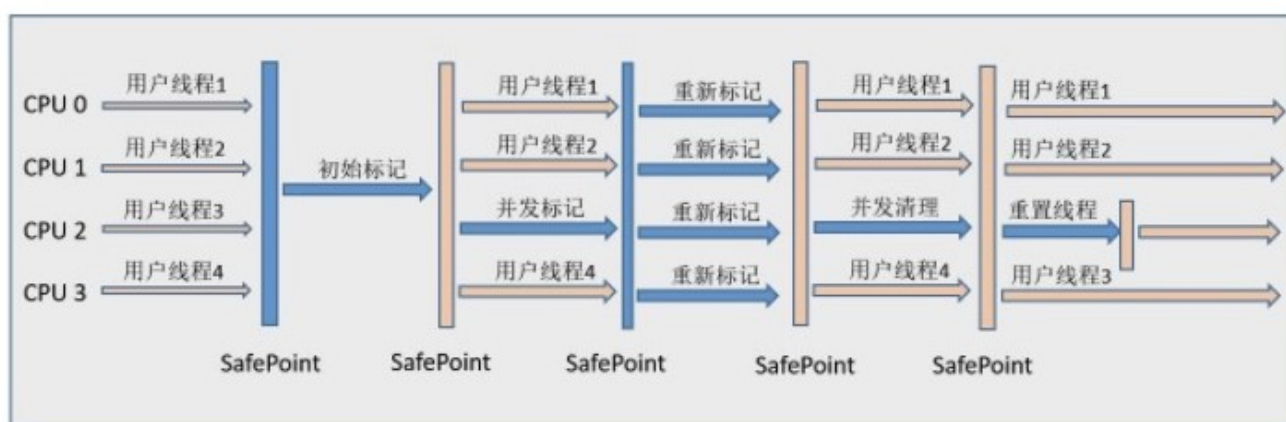 CPU 0 用户线程1 用户线程1 重新标记 用户线程1 用户线程1
CPU 1 用户线程2 初始标记 用户线程2 重新标记 用户线程2 用户线程2
CPU 2 用户线程3 并发标记 重新标记 并发清理 重置线程
CPU 3 用户线程4 用户线程4 重新标记 用户线程4 用户线程3
SafePoint SafePoint SafePoint SafePoint SafePoint